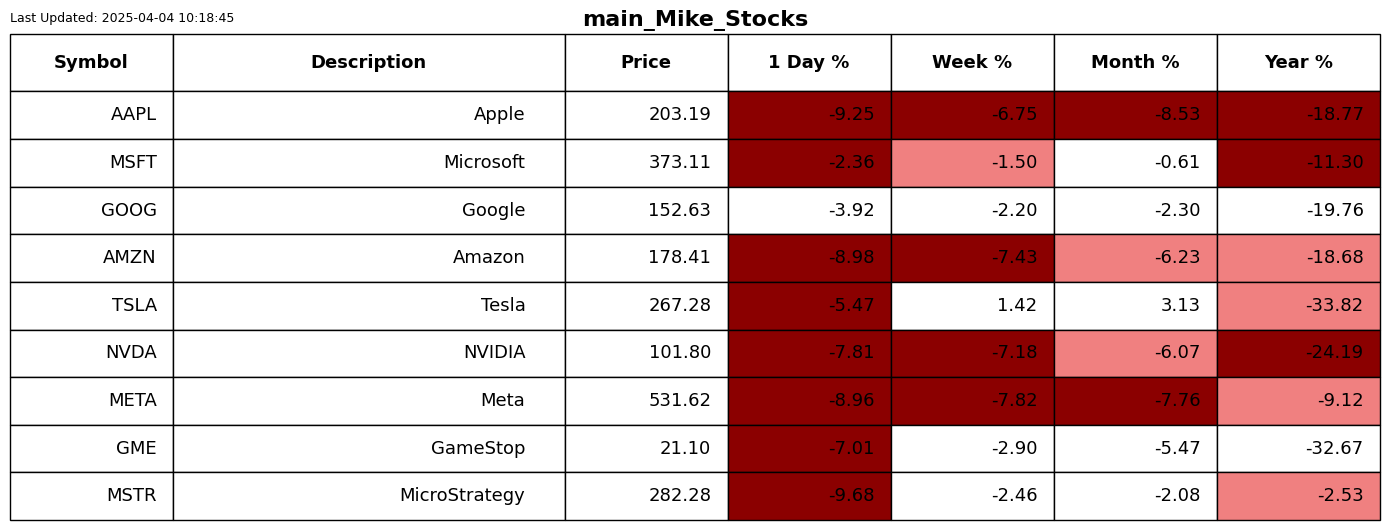 Last Updated: 2025-04-04 10:18:45
main_Mike_Stocks
Symbol Description Price 1 Day % Week % Month % Year %
AAPL Apple 203.19 -9.25 -6.75 -8.53 -18.77
MSFT Microsoft 373.11 -2.36 -1.50 -0.61 -11.30
GOOG Google 152.63 -3.92 -2.20 -2.30 -19.76
AMZN Amazon 178.41 -8.98 -7.43 -6.23 -18.68
TSLA Tesla 267.28 -5.47 1.42 3.13 -33.82
NVDA NVIDIA 101.80 -7.81 -7.18 -6.07 -24.19
META Meta 531.62 -8.96 -7.82 -7.76 -9.12
GME GameStop 21.10 -7.01 -2.90 -5.47 -32.67
MSTR MicroStrategy 282.28 -9.68 -2.46 -2.08 -2.53